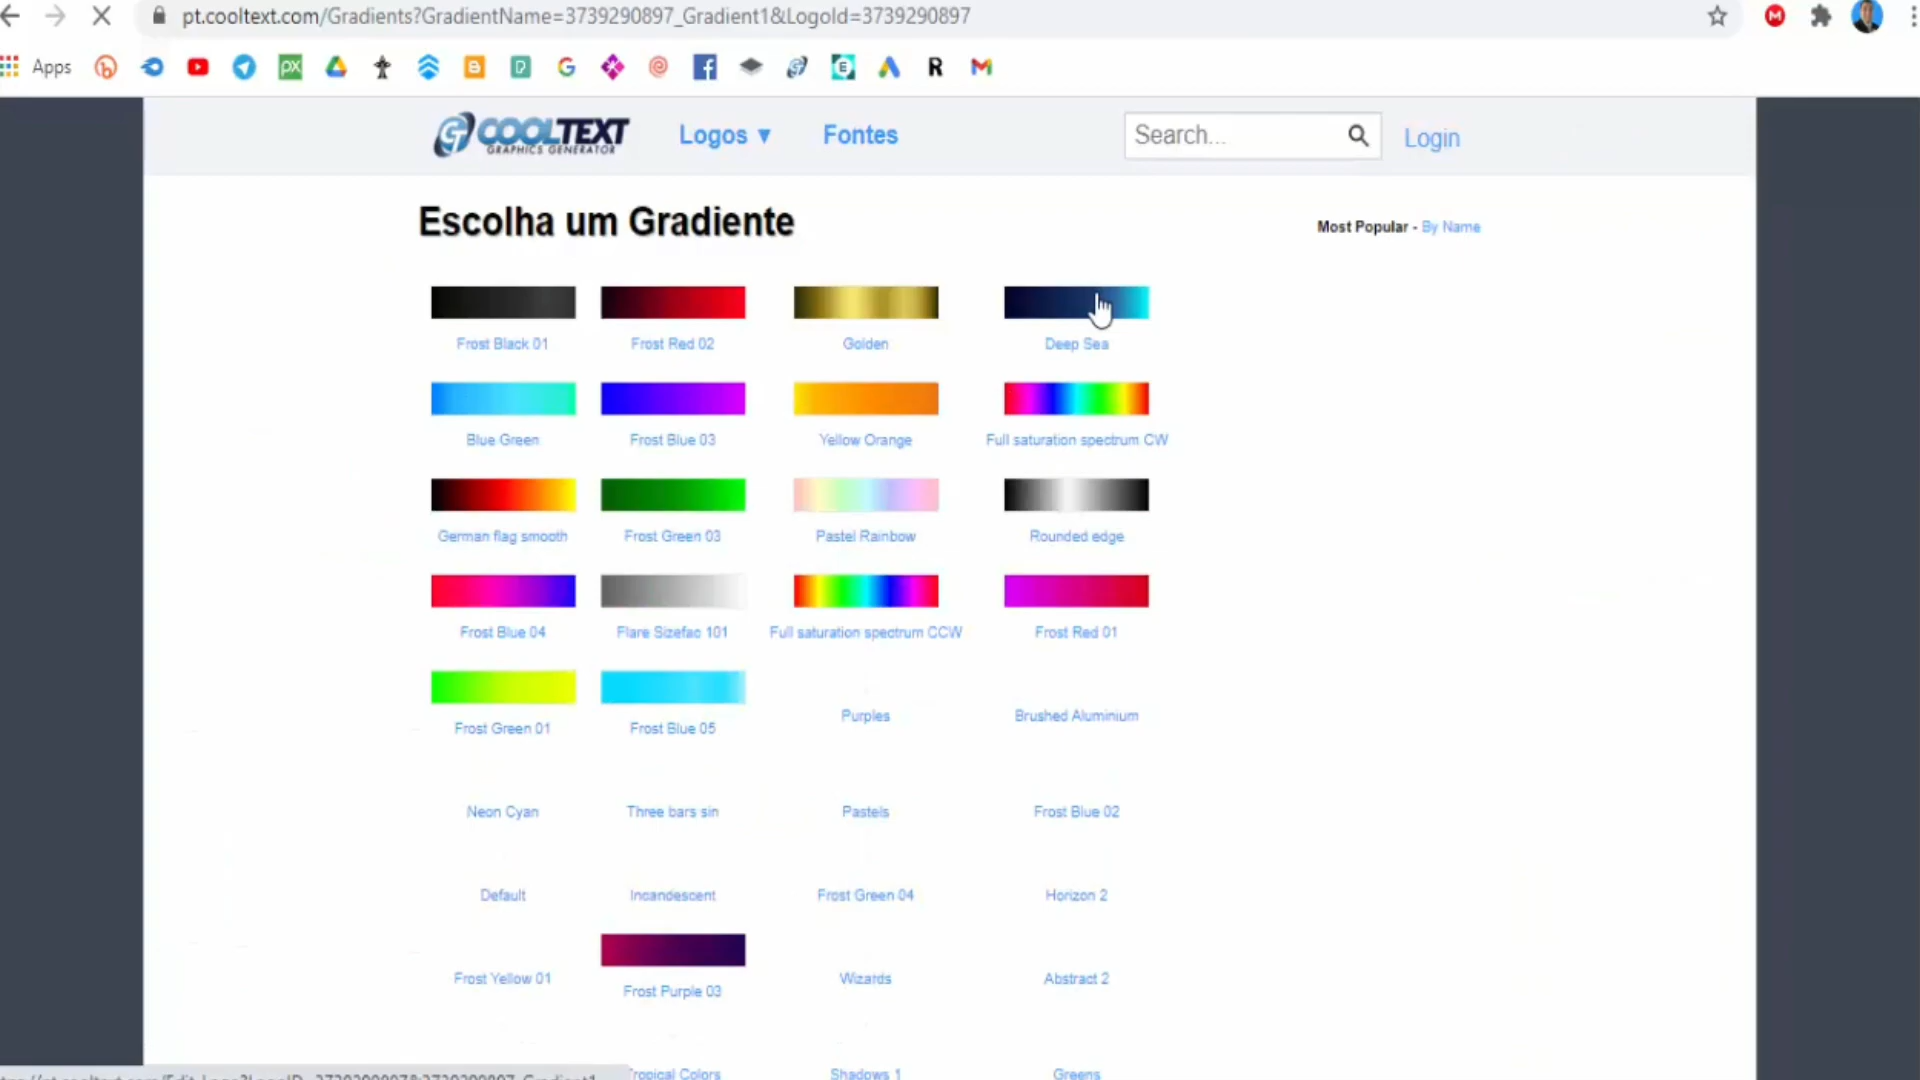 pt.cooltext.com/Gradients?GradientName=3739290897_Gradient1&LogoId=3739290897
Apps
COOLTEXT
GRAPHICS GENERATOR
Logos ▼
Fontes
Search...
Login
Escolha um Gradiente
Most Popular - By Name
Frost Black 01
Frost Red 02
Golden
Deep Sea
Blue Green
Frost Blue 03
Yellow Orange
Full saturation spectrum CW
German flag smooth
Frost Green 03
Pastel Rainbow
Rounded edge
Frost Blue 04
Flare Sizefac 101
Full saturation spectrum CCW
Frost Red 01
Frost Green 01
Frost Blue 05
Purples
Brushed Aluminium
Neon Cyan
Three bars sin
Pastels
Frost Blue 02
Default
Incandescent
Frost Green 04
Horizon 2
Frost Yellow 01
Frost Purple 03
Wizards
Abstract 2
Tropical Colors
Shadows 1
Greens